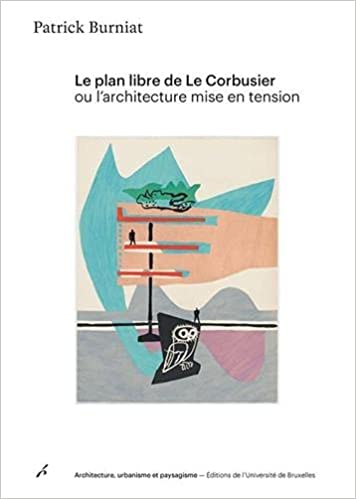 Patrick Burniat
Le plan libre de Le Corbusier
ou l’architecture mise en tension
Architecture, urbanisme et paysagisme — Éditions de l’Université de Bruxelles